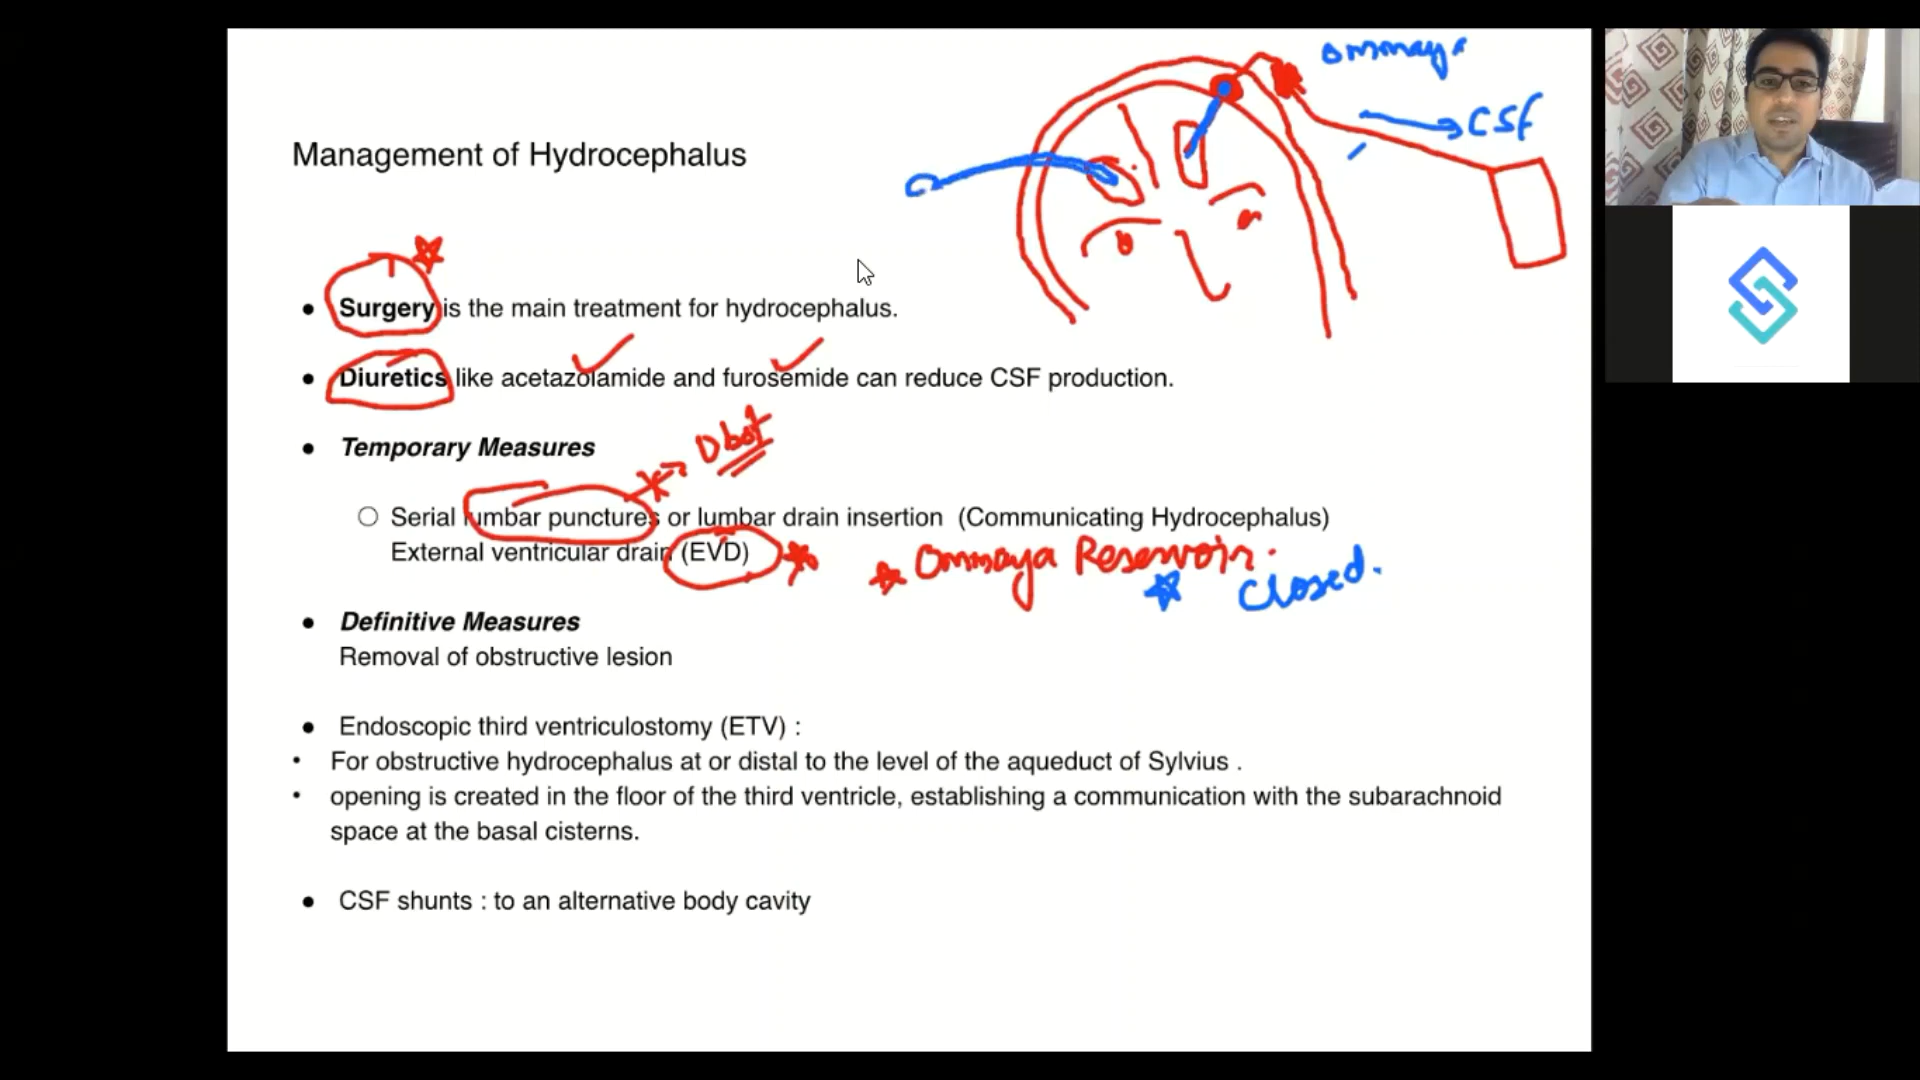 ommaya
CSF
Management of Hydrocephalus
● Surgery is the main treatment for hydrocephalus.
● Diuretics like acetazolamide and furosemide can reduce CSF production.
● Temporary Measures
Obst
○ Serial lumbar punctures or lumbar drain insertion (Communicating Hydrocephalus)
External ventricular drain (EVD)
Ommaya Reservoir.
Closed.
● Definitive Measures
Removal of obstructive lesion
● Endoscopic third ventriculostomy (ETV) :
• For obstructive hydrocephalus at or distal to the level of the aqueduct of Sylvius .
• opening is created in the floor of the third ventricle, establishing a communication with the subarachnoid
space at the basal cisterns.
● CSF shunts : to an alternative body cavity